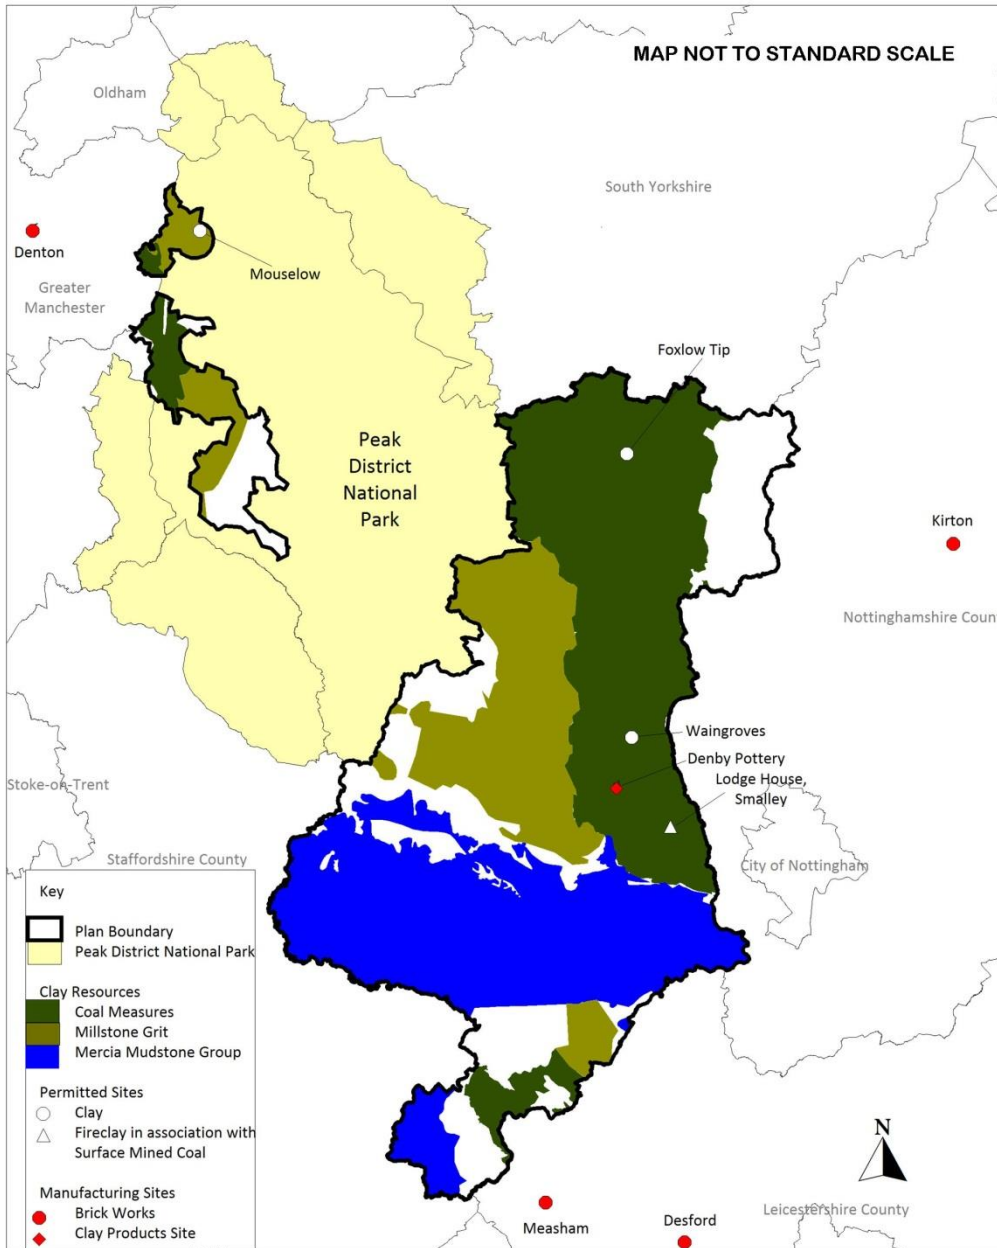 MAP NOT TO STANDARD SCALE
Oldham
South Yorkshire
Denton
Mouselow
Greater
Manchester
Foxlow Tip
Peak
District
National
Park
Kirton
Nottinghamshire Count
Waingroves
Denby Pottery
Lodge House,
Smalley
Stoke-on-Trent
Staffordshire County
City of Nottingham
Key
Plan Boundary
Peak District National Park
Clay Resources
Coal Measures
Millstone Grit
Mercia Mudstone Group
Permitted Sites
Clay
Fireclay in association with
Surface Mined Coal
Manufacturing Sites
Brick Works
Clay Products Site
N
Measham
Desford
Leicestershire County